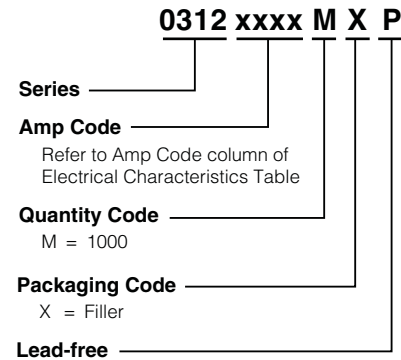 0312 xxxx M X P
Series
Amp Code
Refer to Amp Code column of
Electrical Characteristics Table
Quantity Code
M = 1000
Packaging Code
X = Filler
Lead-free